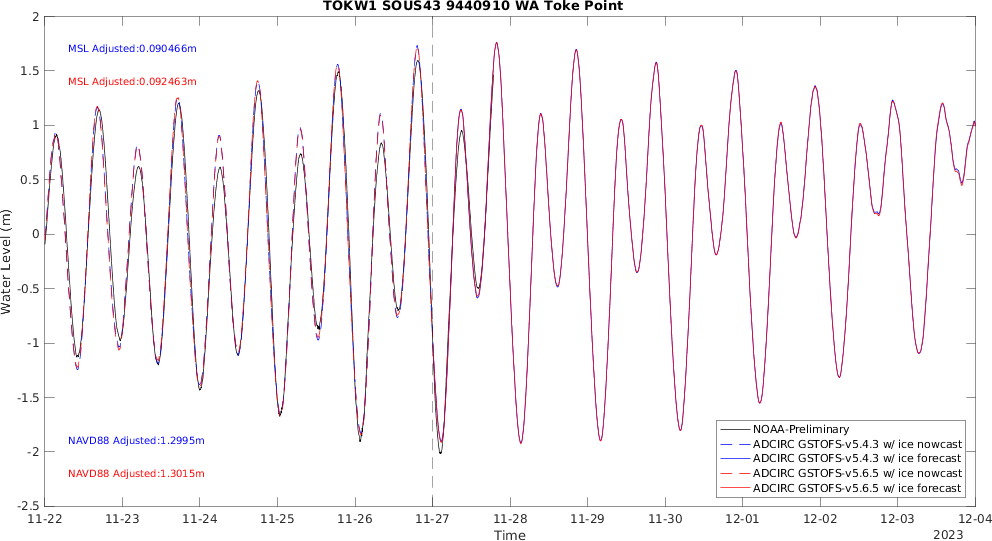 TOKW1 SOUS43 9440910 WA Toke Point
2
1.5
1
0.5
0
-0.5
-1
-1.5
-2
-2.5
Water Level (m)
MSL Adjusted:0.090466m
MSL Adjusted:0.092463m
NAVD88 Adjusted:1.2995m
NAVD88 Adjusted:1.3015m
NOAA-Preliminary
ADCIRC GSTOFS-v5.4.3 w/ ice nowcast
ADCIRC GSTOFS-v5.4.3 w/ ice forecast
ADCIRC GSTOFS-v5.6.5 w/ ice nowcast
ADCIRC GSTOFS-v5.6.5 w/ ice forecast
11-22 11-23 11-24 11-25 11-26 11-27 11-28 11-29 11-30 12-01 12-02 12-03 12-04
Time
2023